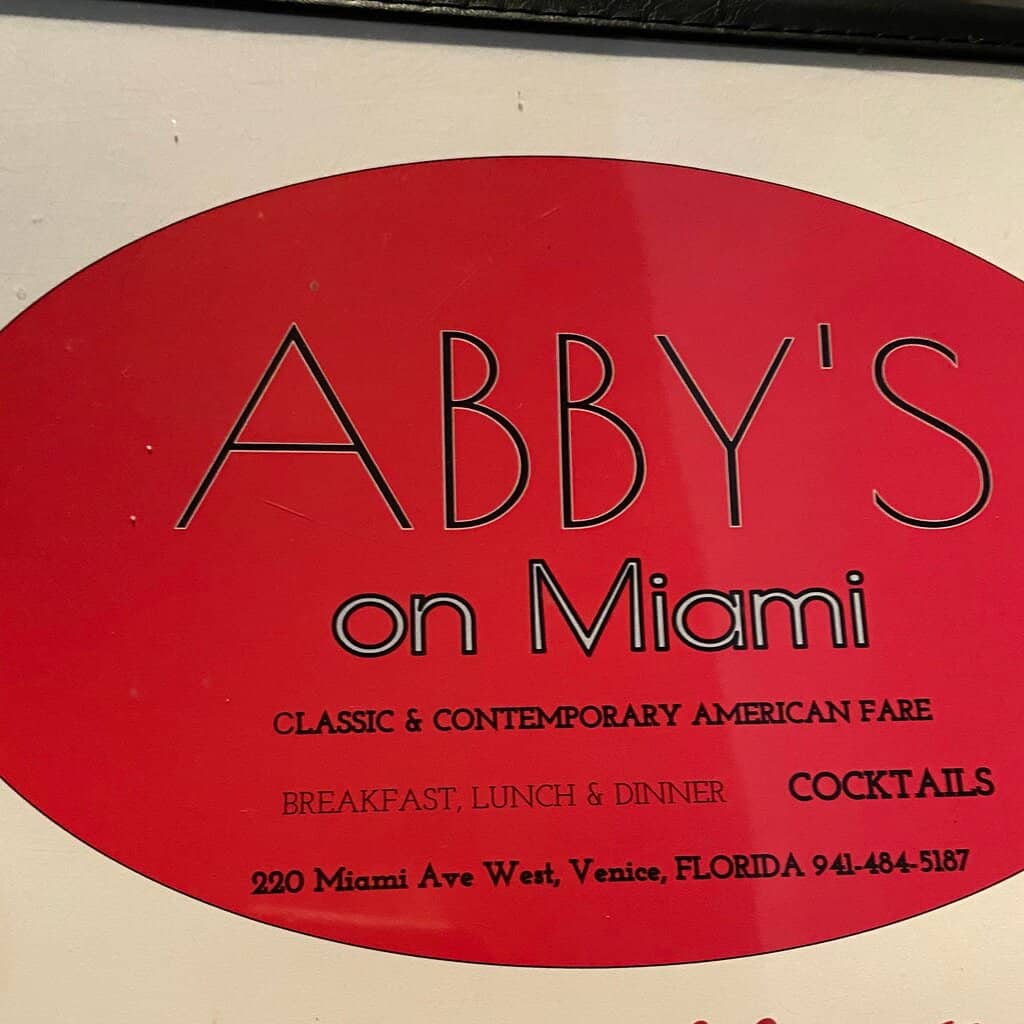 ABBY'S
on Miami
CLASSIC & CONTEMPORARY AMERICAN FARE
BREAKFAST, LUNCH & DINNER COCKTAILS
220 Miami Ave West, Venice, FLORIDA 941-484-5187